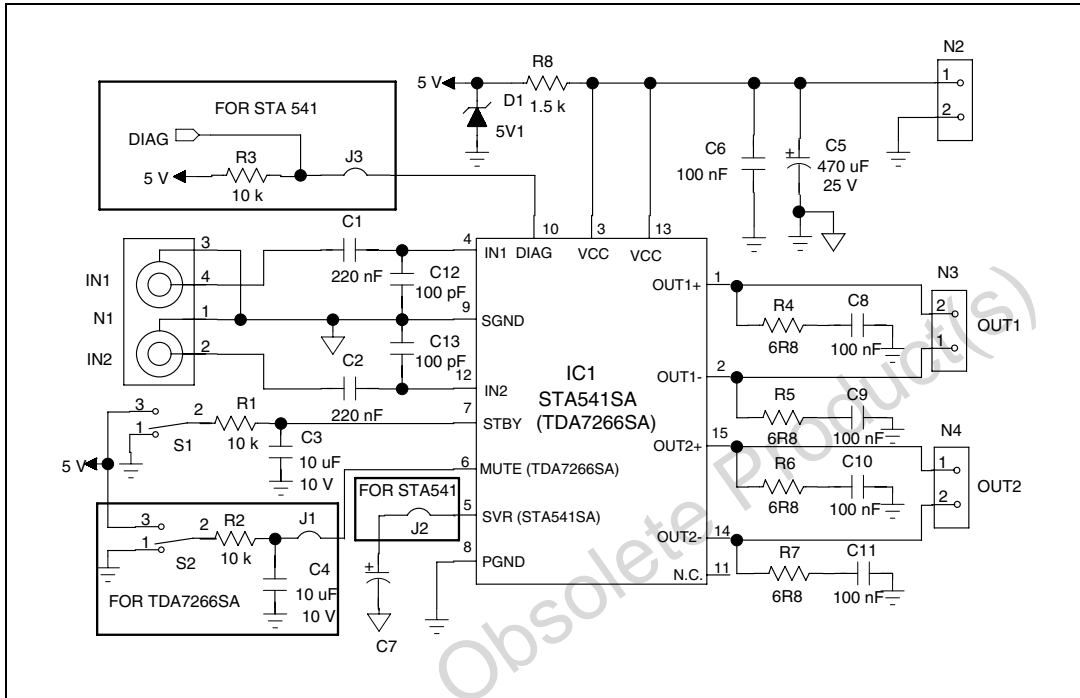 N2
R8
5 V
1
D1
1.5 k
FOR STA 541
5V1
2
DIAG
C6
C5
R3
J3
100 nF
470 uF
5 V
25 V
10 k
C1
10
3
13
3
4
IN1
DIAG
VCC
VCC
IN1
4
220 nF
C12
1
N3
100 pF
OUT1+
2
N1
1
9
SGND
R4
C8
OUT1
C13
6R8
100 nF
1
IN2
2
C2
100 pF
IC1
2
12
IN2
STA541SA
OUT1-
3
2
R1
220 nF
7
STBY
(TDA7266SA)
R5
C9
1
S1
10 k
C3
15
6R8
100 nF
N4
5 V
10 uF
6
MUTE (TDA7266SA)
OUT2+
R6
C10
1
10 V
FOR STA541
OUT2
3
2
R2
J1
5
SVR (STA541SA)
6R8
100 nF
2
1
J2
14
S2
10 k
8
PGND
OUT2-
R7
C11
C4
N.C.
11
FOR TDA7266SA
10 uF
6R8
100 nF
10 V
+
+
C7
Obsolete Product(s)